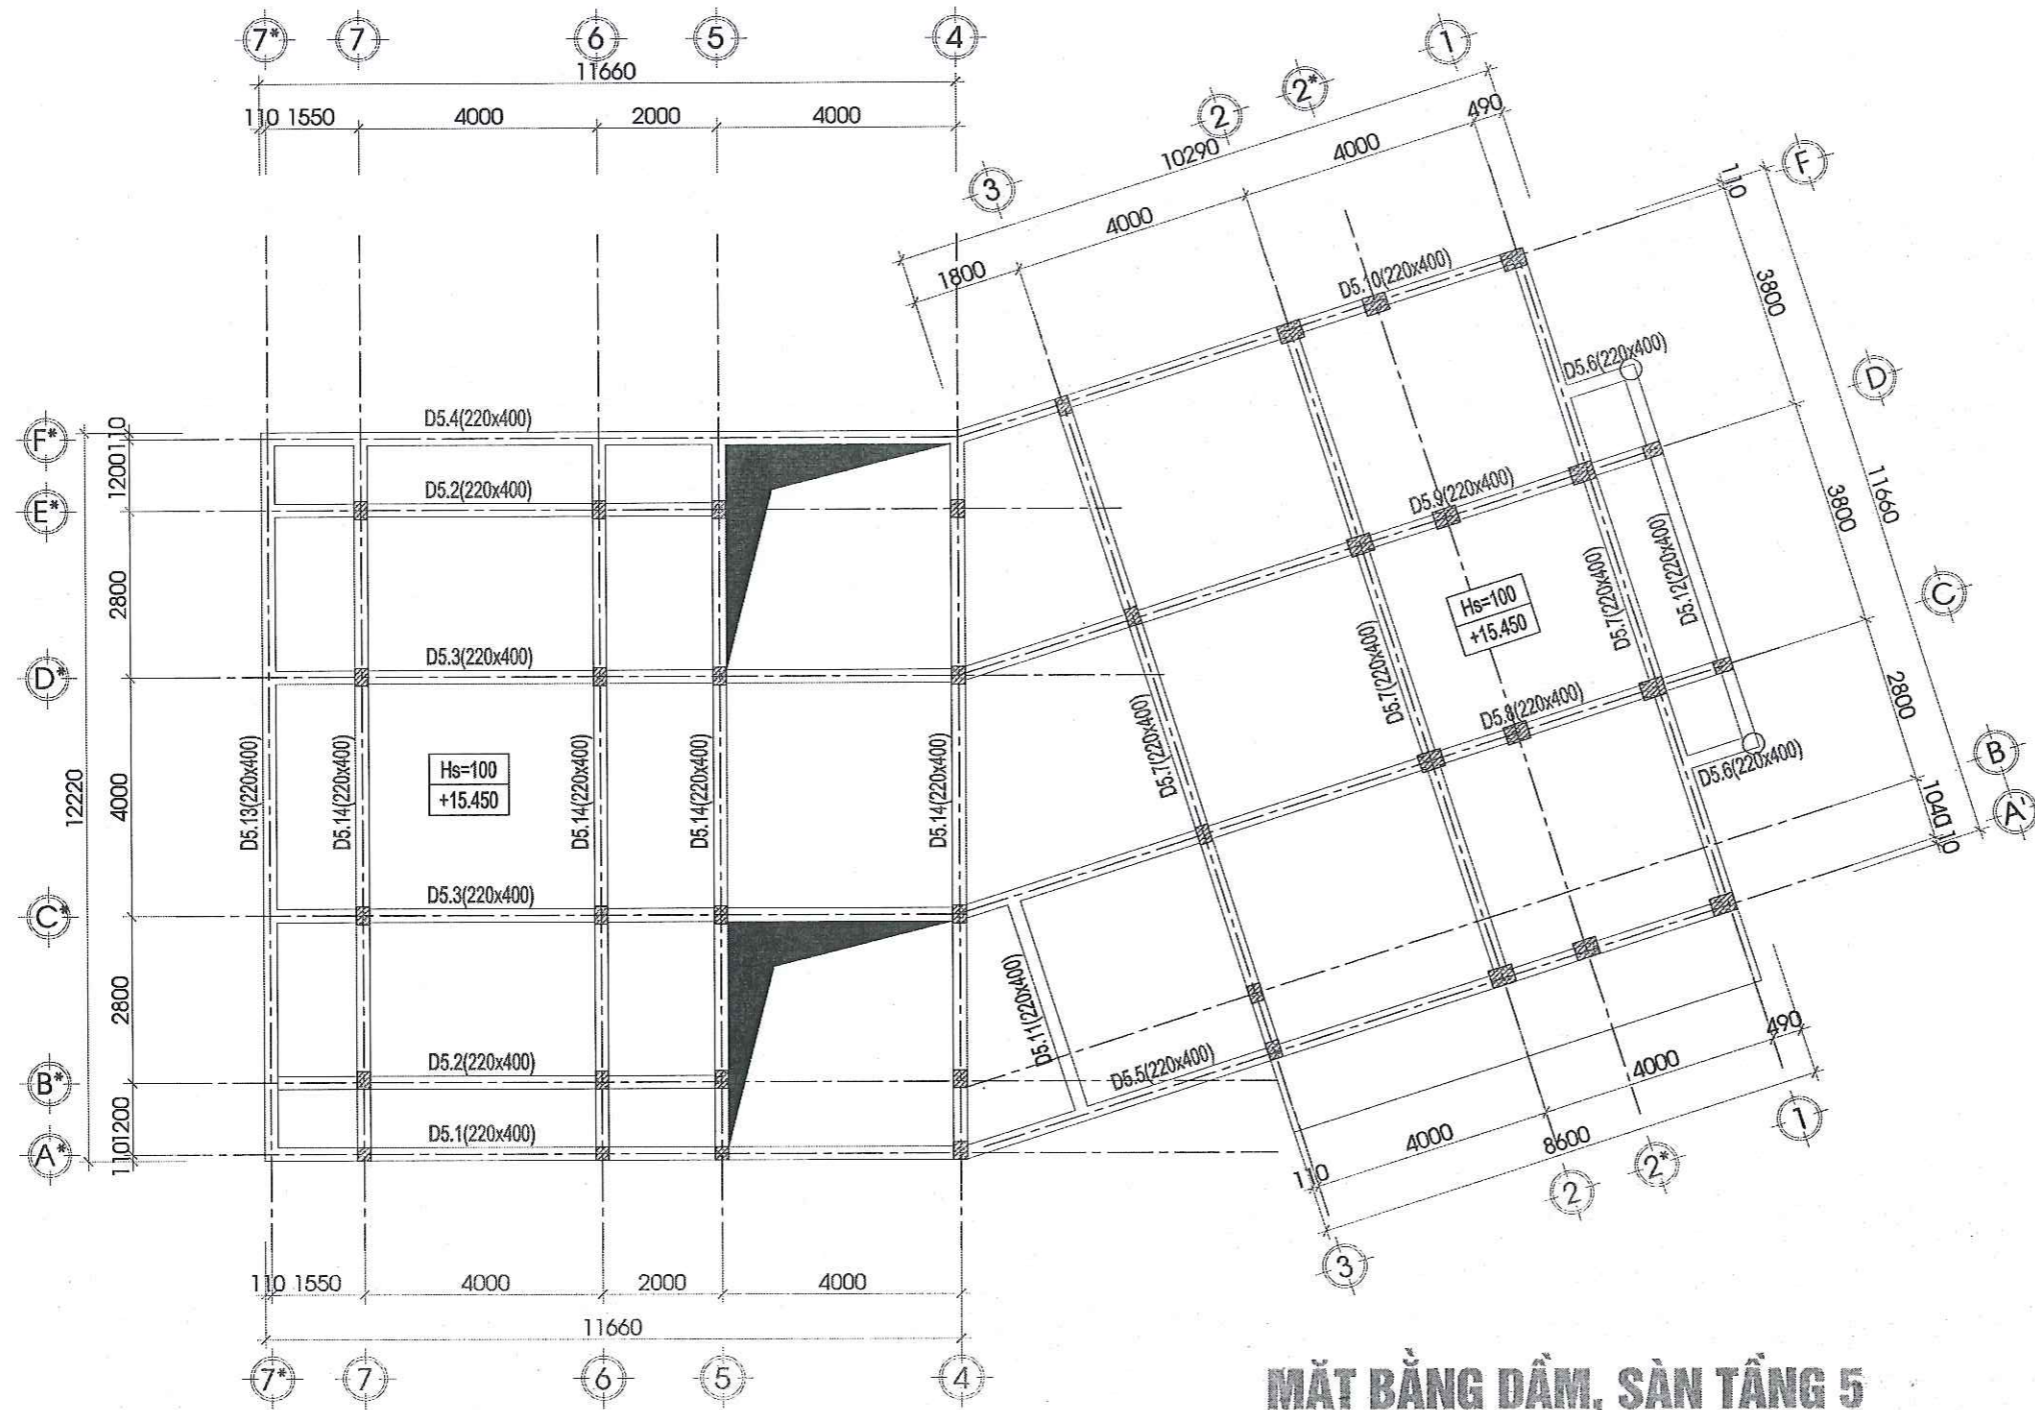 7* 7 6 5 4
11660
110 1550 4000 2000 4000
1
2*
2
3
490
4000
10290
4000
1800
F
110
3800
D
3800
11660
C
2800
B
1040
A'
110
D5.10(220x400)
D5.6(220x400)
D5.9(220x400)
D5.12(220x400)
D5.7(220x400)
Hs=100
+15.450
D5.7(220x400)
D5.8(220x400)
D5.7(220x400)
D5.6(220x400)
D5.11(220x400)
D5.5(220x400)
F*
E*
D*
C*
B*
A*
110
1200
2800
4000
12220
2800
1200
110
D5.4(220x400)
D5.2(220x400)
D5.3(220x400)
D5.13(220x400)
D5.14(220x400)
Hs=100
+15.450
D5.14(220x400)
D5.14(220x400)
D5.14(220x400)
D5.3(220x400)
D5.2(220x400)
D5.1(220x400)
490
4000
4000
8600
110
1
2*
2
3
110 1550 4000 2000 4000
11660
7* 7 6 5 4
MẶT BẰNG DẦM, SÀN TẦNG 5